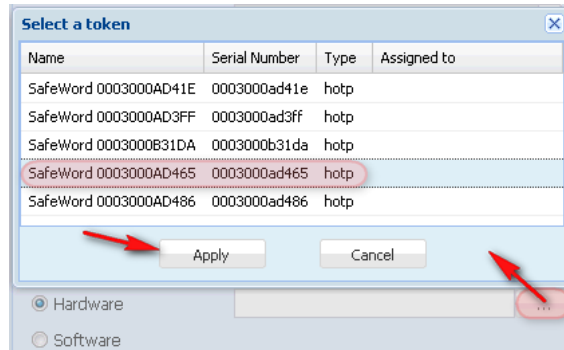 Select a token
Name Serial Number Type Assigned to
SafeWord 0003000AD41E 0003000ad41e hotp
SafeWord 0003000AD3FF 0003000ad3ff hotp
SafeWord 0003000B31DA 0003000b31da hotp
SafeWord 0003000AD465 0003000ad465 hotp
SafeWord 0003000AD486 0003000ad486 hotp
Apply Cancel
Hardware ...
Software